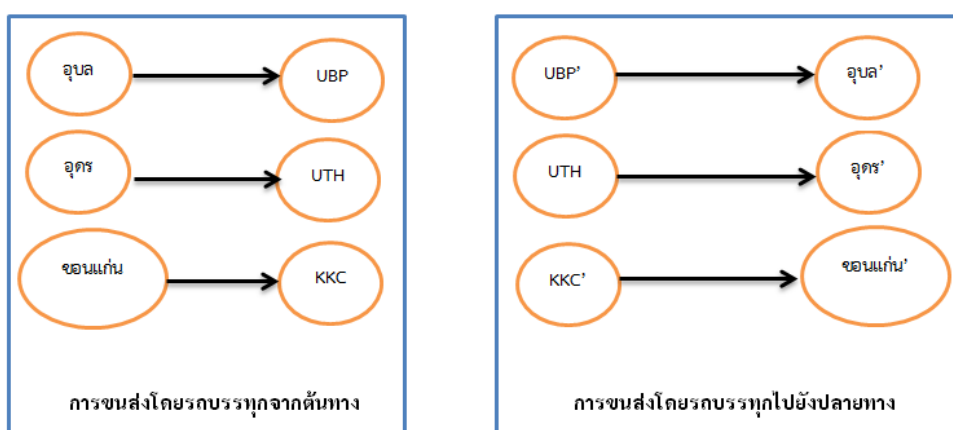 อุบล
UBP
อุดร
UTH
ขอนแก่น
KKC
การขนส่งโดยรถบรรทุกจากต้นทาง
UBP’
อุบล’
UTH
อุดร’
KKC’
ขอนแก่น’
การขนส่งโดยรถบรรทุกไปยังปลายทาง